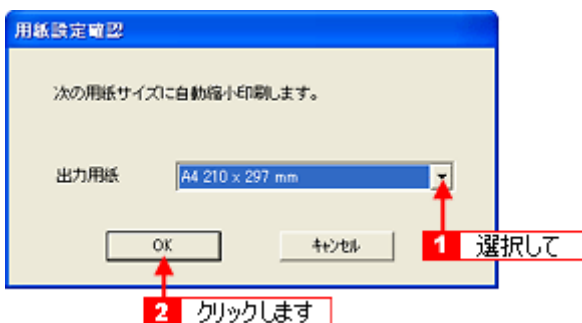 用紙設定確認
次の用紙サイズに自動縮小印刷します。
出力用紙 A4 210 x 297 mm
OK キャンセル
1 選択して
2 クリックします